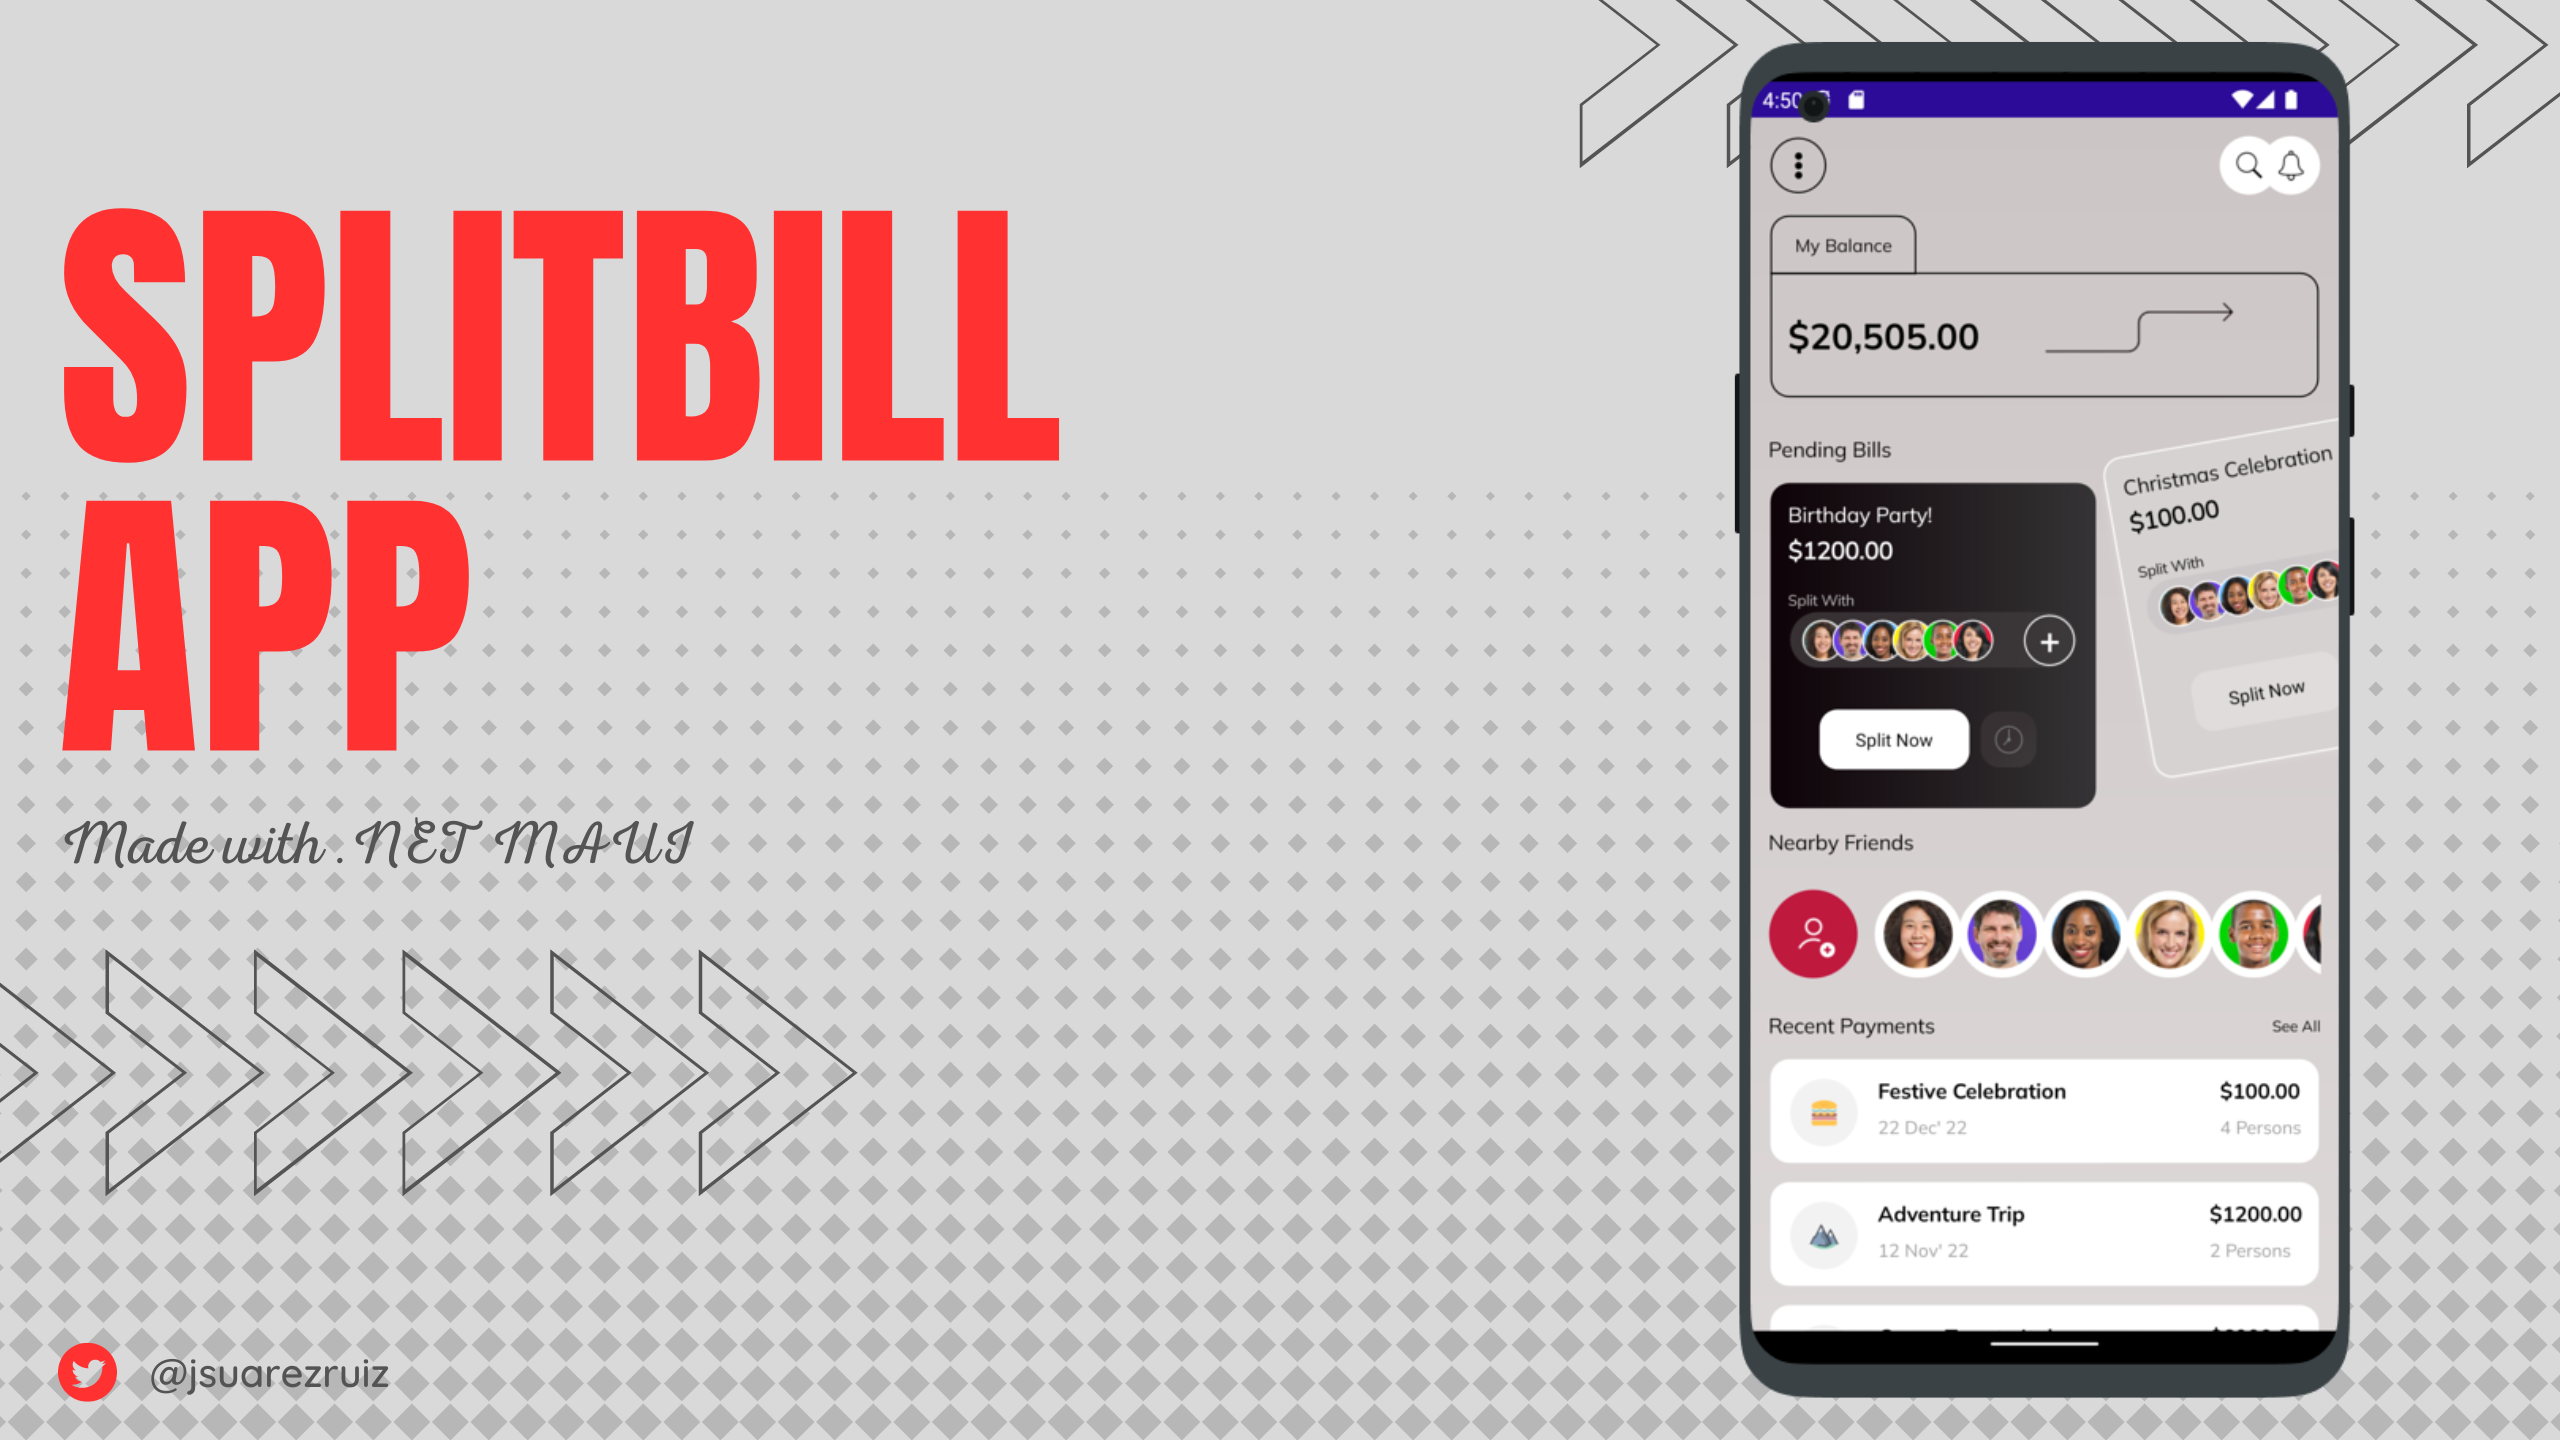 SPLITBILL
APP
Made with .NET MAUI
@jsuarezruiz
4:50
My Balance
$20,505.00
Pending Bills
Birthday Party!
$1200.00
Split With
Split Now
Christmas Celebration
$100.00
Split With
Split Now
Nearby Friends
Recent Payments
See All
Festive Celebration
$100.00
22 Dec' 22
4 Persons
Adventure Trip
$1200.00
12 Nov' 22
2 Persons